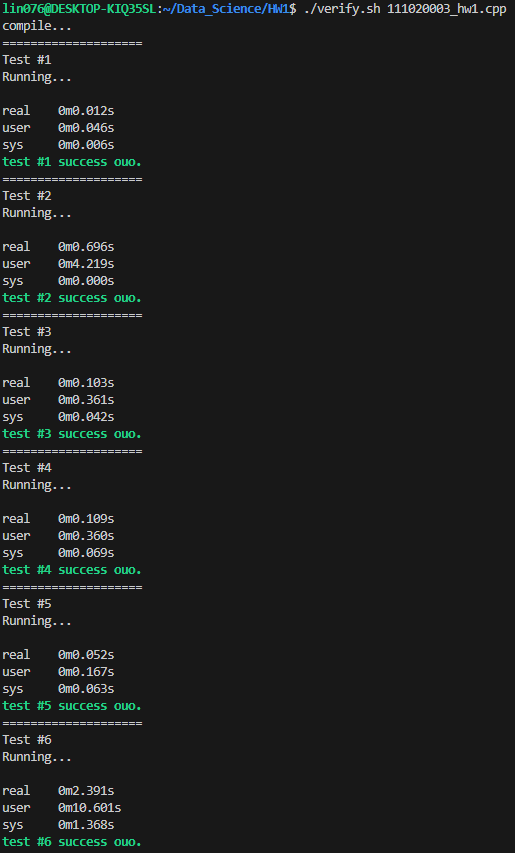 lin076@DESKTOP-KIQ35SL:~/Data_Science/HW1$ ./verify.sh 111020003_hw1.cpp
compile...
====================
Test #1
Running...
real 0m0.012s
user 0m0.046s
sys 0m0.006s
test #1 success ouo.
====================
Test #2
Running...
real 0m0.696s
user 0m4.219s
sys 0m0.000s
test #2 success ouo.
====================
Test #3
Running...
real 0m0.103s
user 0m0.361s
sys 0m0.042s
test #3 success ouo.
====================
Test #4
Running...
real 0m0.109s
user 0m0.360s
sys 0m0.069s
test #4 success ouo.
====================
Test #5
Running...
real 0m0.052s
user 0m0.167s
sys 0m0.063s
test #5 success ouo.
====================
Test #6
Running...
real 0m2.391s
user 0m10.601s
sys 0m1.368s
test #6 success ouo.